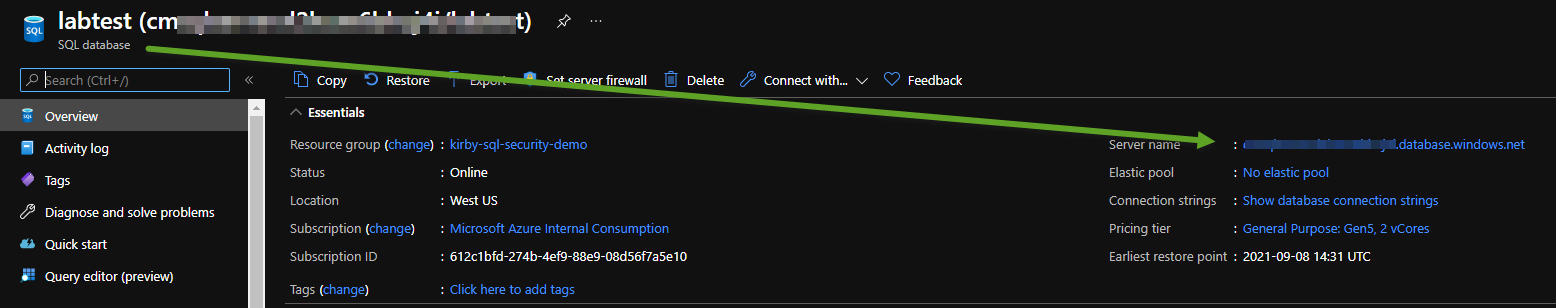 labtest (cm
SQL database
Search (Ctrl+/)
Copy Restore Export Set server firewall Delete Connect with... Feedback
Overview
Activity log
Tags
Diagnose and solve problems
Quick start
Query editor (preview)
Essentials
Resource group (change) : kirby-sql-security-demo
Status : Online
Location : West US
Subscription (change) : Microsoft Azure Internal Consumption
Subscription ID : 612c1bfd-274b-4ef9-88e9-08d56f7a5e10
Tags (change) : Click here to add tags
Server name : .database.windows.net
Elastic pool : No elastic pool
Connection strings : Show database connection strings
Pricing tier : General Purpose: Gen5, 2 vCores
Earliest restore point : 2021-09-08 14:31 UTC